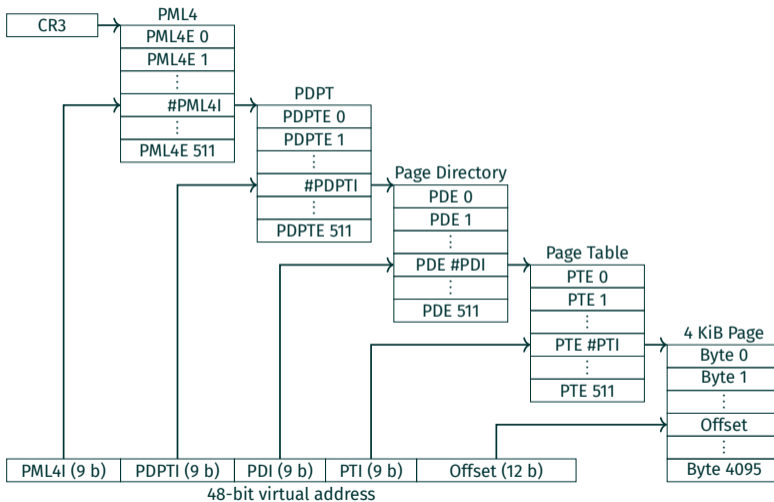 CR3
PML4
PML4E 0
PML4E 1
⋮
#PML4I
⋮
PML4E 511
PDPT
PDPTE 0
PDPTE 1
⋮
#PDPTI
⋮
PDPTE 511
Page Directory
PDE 0
PDE 1
⋮
PDE #PDI
⋮
PDE 511
Page Table
PTE 0
PTE 1
⋮
PTE #PTI
⋮
PTE 511
4 KiB Page
Byte 0
Byte 1
⋮
Offset
⋮
Byte 4095
PML4I (9 b) PDPTI (9 b) PDI (9 b) PTI (9 b) Offset (12 b)
48-bit virtual address